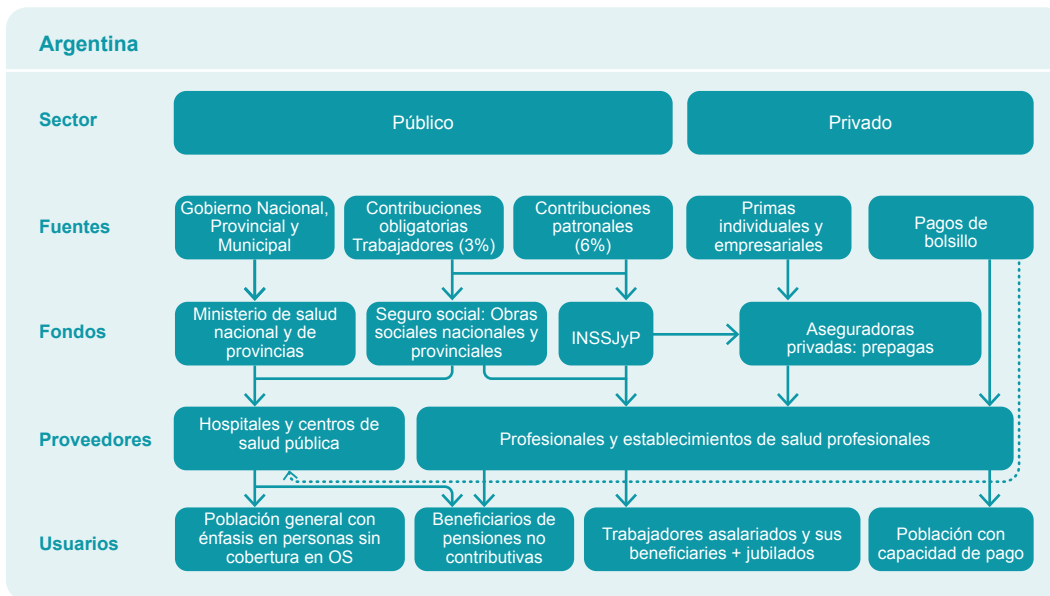 Argentina
Sector
Público
Privado
Fuentes
Gobierno Nacional,
Provincial y
Municipal
Contribuciones
obligatorias
Trabajadores (3%)
Contribuciones
patronales
(6%)
Primas
individuales y
empresariales
Pagos de
bolsillo
Fondos
Ministerio de salud
nacional y de
provincias
Seguro social: Obras
sociales nacionales y
provinciales
INSSJyP
Aseguradoras
privadas: prepagas
Proveedores
Hospitales y centros de
salud pública
Profesionales y establecimientos de salud profesionales
Usuarios
Población general con
énfasis en personas sin
cobertura en OS
Beneficiarios de
pensiones no
contributivas
Trabajadores asalariados y sus
beneficiaries + jubilados
Población con
capacidad de pago